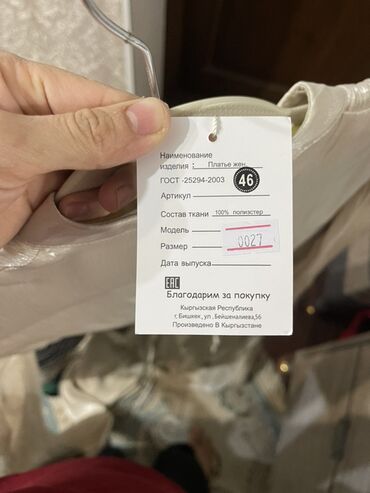 Наименование
изделия : Платье жен.
ГОСТ -25294-2003 46
Артикул
Состав ткани 100% полиэстер
Модель
0027
Размер
Дата выпуска
EAC
Благодарим за покупку
Кыргызская Республика
г. Бишкек, ул. Бейшеналиева,56
Произведено В Кыргызстане